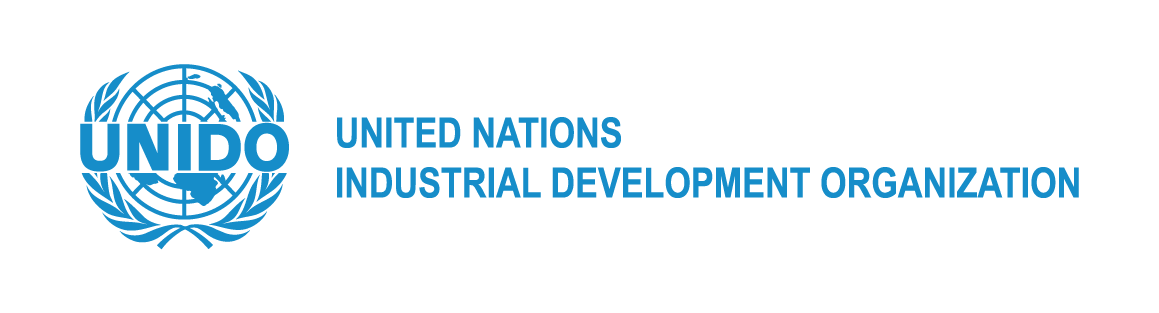 UNIDO
UNITED NATIONS
INDUSTRIAL DEVELOPMENT ORGANIZATION